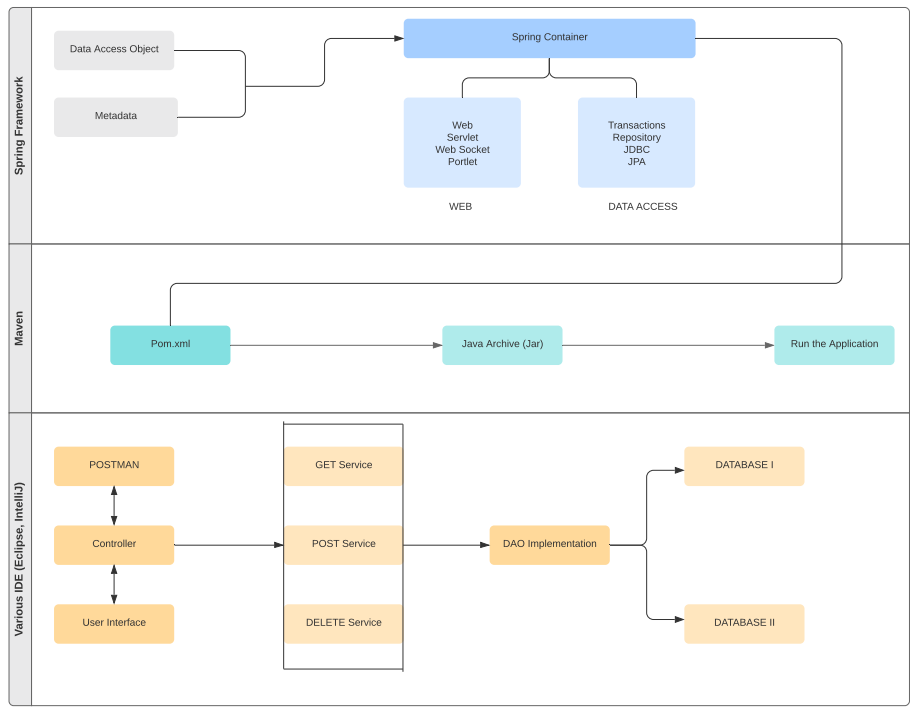 Spring Framework
Data Access Object
Metadata
Spring Container
Web
Servlet
Web Socket
Portlet
WEB
Transactions
Repository
JDBC
JPA
DATA ACCESS
Maven
Pom.xml
Java Archive (Jar)
Run the Application
Various IDE (Eclipse, IntelliJ)
POSTMAN
Controller
User Interface
GET Service
POST Service
DELETE Service
DAO Implementation
DATABASE I
DATABASE II